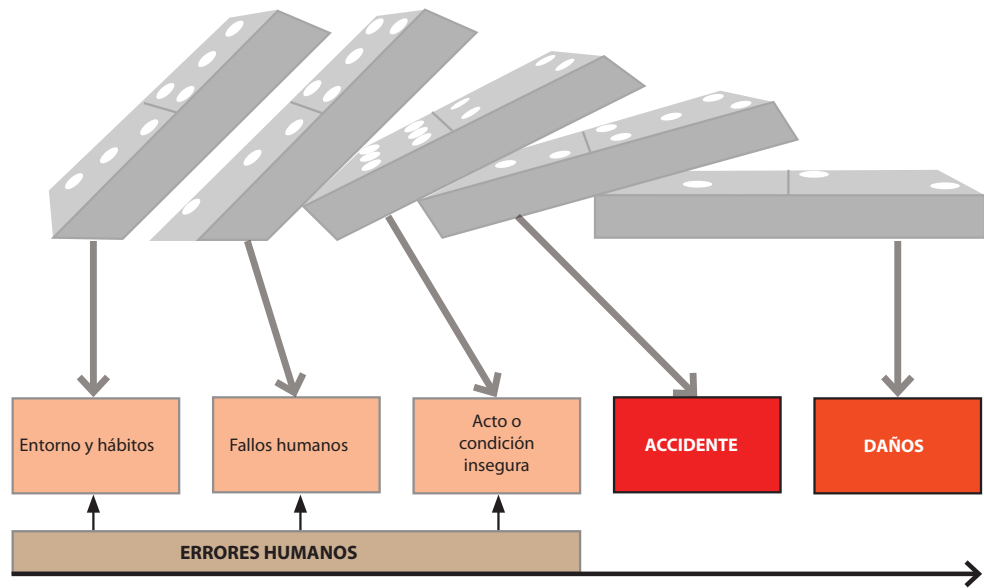 Entorno y hábitos
Fallos humanos
Acto o
condición
insegura
ACCIDENTE
DAÑOS
ERRORES HUMANOS